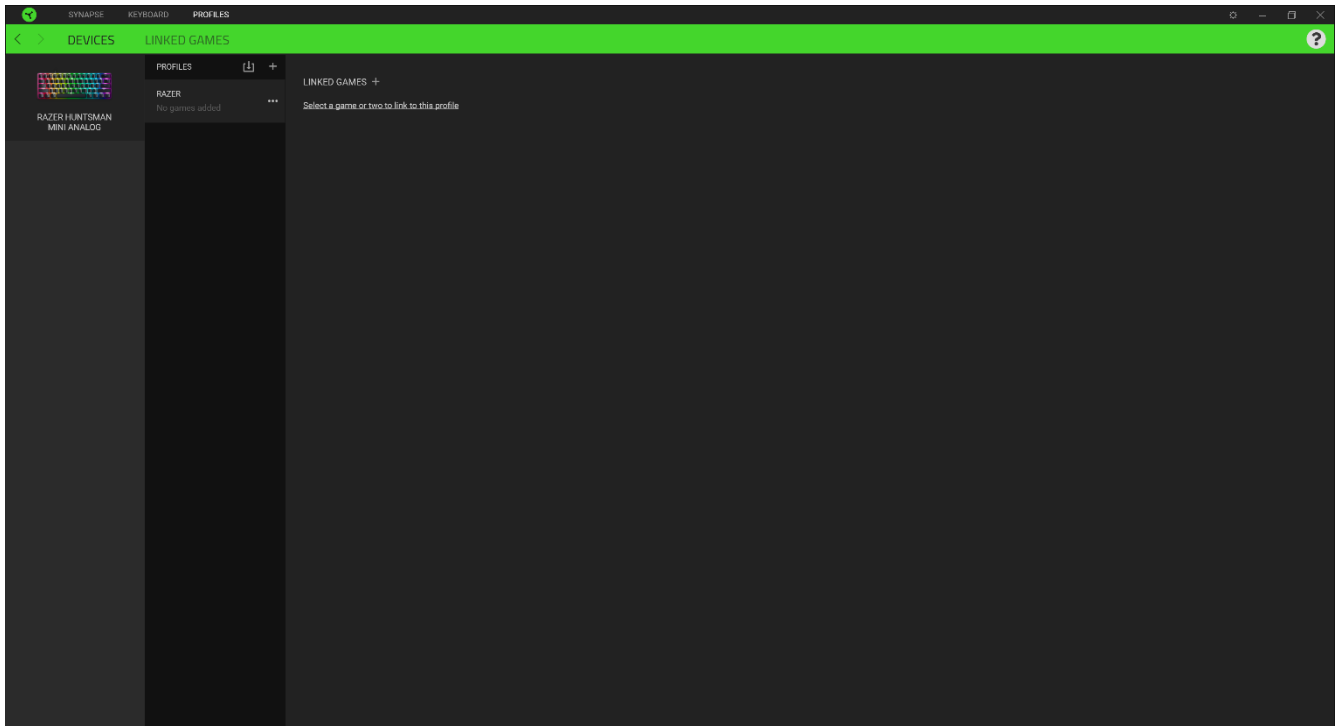 SYNAPSE KEYBOARD PROFILES
DEVICES LINKED GAMES ?
RAZER HUNTSMAN
MINI ANALOG
PROFILES +
RAZER
No games added
LINKED GAMES +
Select a game or two to link to this profile